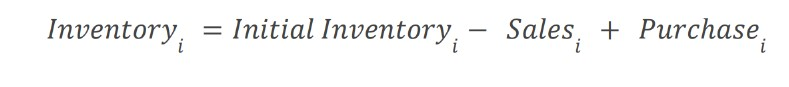 Inventory_i = Initial Inventory_i − Sales_i + Purchase_i